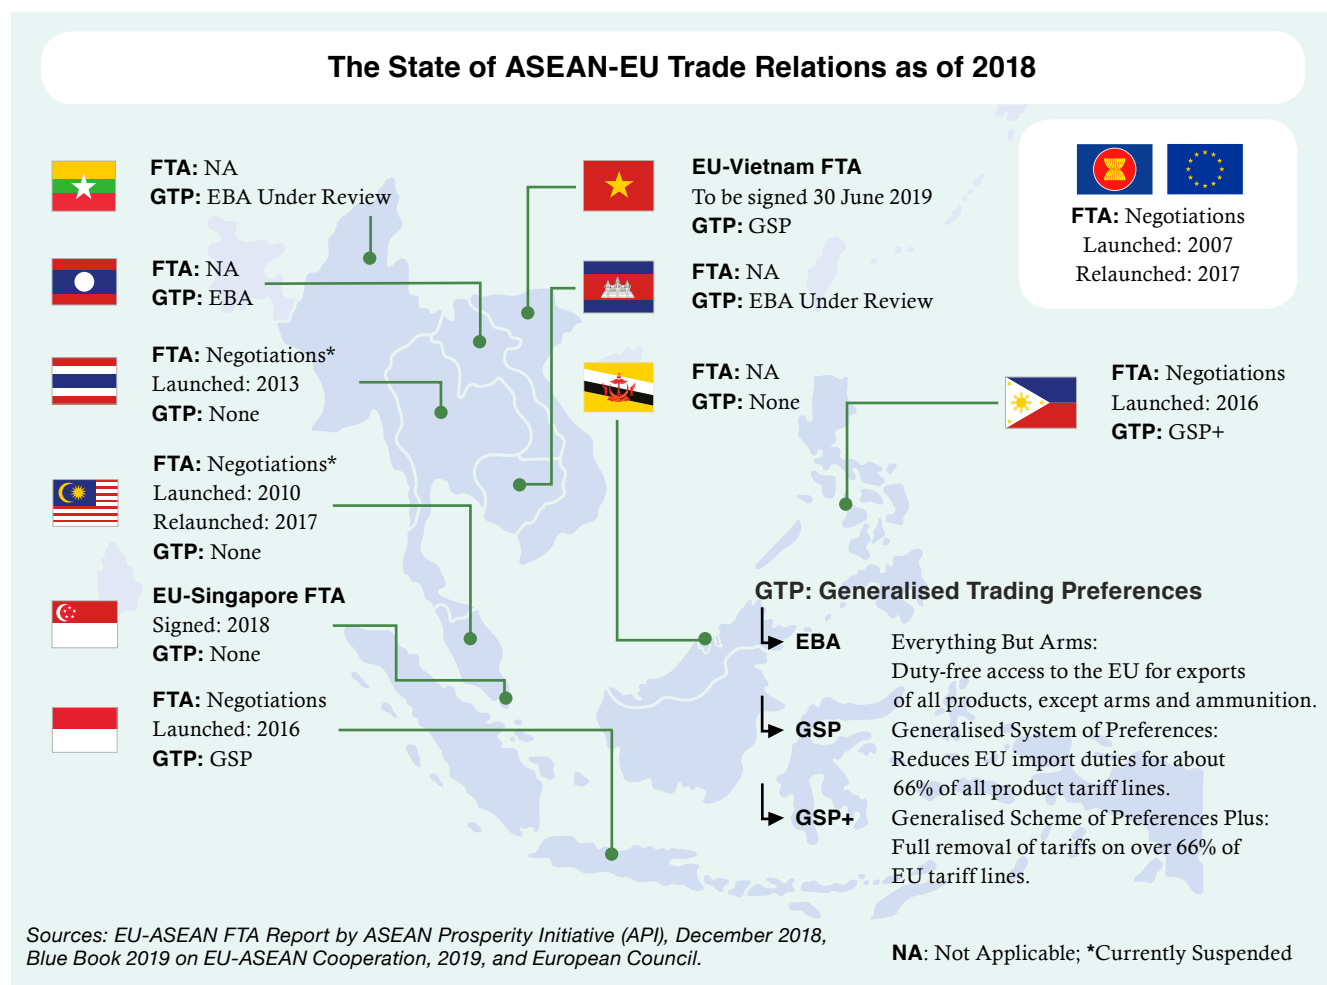 The State of ASEAN-EU Trade Relations as of 2018
FTA: NA
GTP: EBA Under Review
FTA: NA
GTP: EBA
FTA: Negotiations*
Launched: 2013
GTP: None
FTA: Negotiations*
Launched: 2010
Relaunched: 2017
GTP: None
EU-Singapore FTA
Signed: 2018
GTP: None
FTA: Negotiations
Launched: 2016
GTP: GSP
EU-Vietnam FTA
To be signed 30 June 2019
GTP: GSP
FTA: NA
GTP: EBA Under Review
FTA: NA
GTP: None
FTA: Negotiations
Launched: 2007
Relaunched: 2017
FTA: Negotiations
Launched: 2016
GTP: GSP+
GTP: Generalised Trading Preferences
EBA Everything But Arms:
Duty-free access to the EU for exports
of all products, except arms and ammunition.
GSP Generalised System of Preferences:
Reduces EU import duties for about
66% of all product tariff lines.
GSP+ Generalised Scheme of Preferences Plus:
Full removal of tariffs on over 66% of
EU tariff lines.
Sources: EU-ASEAN FTA Report by ASEAN Prosperity Initiative (API), December 2018,
Blue Book 2019 on EU-ASEAN Cooperation, 2019, and European Council.
NA: Not Applicable; *Currently Suspended